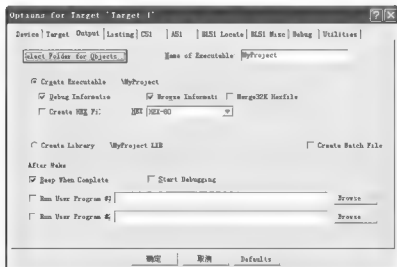 Options for Target 'Target 1'
Device Target Output Listing C51 A51 BL51 Locate BL51 Misc Debug Utilities
Select Folder for Objects... Name of Executable MyProject
Create Executable \MyProject
Debug Informatio Browse Informati Merge32K Hexfile
Create HEX Fi: HEX HEX-80
Create Library \MyProject LIB Create Batch File
After Make
Beep When Complete Start Debugging
Run User Program #1 Browse
Run User Program #2 Browse
确定 取消 Defaults